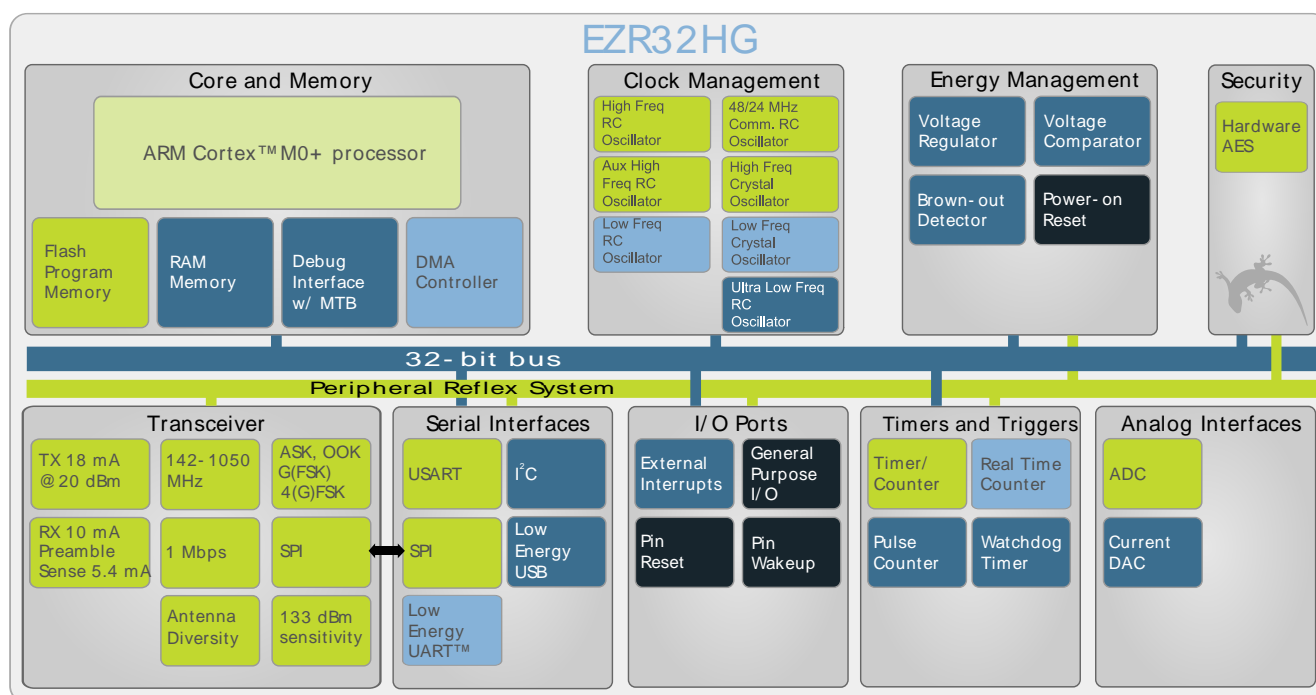 EZR32HG
Core and Memory
ARM Cortex™ M0+ processor
Flash
Program
Memory
RAM
Memory
Debug
Interface
w/ MTB
DMA
Controller
Clock Management
High Freq
RC
Oscillator
48/24 MHz
Comm. RC
Oscillator
Aux High
Freq RC
Oscillator
High Freq
Crystal
Oscillator
Low Freq
RC
Oscillator
Low Freq
Crystal
Oscillator
Ultra Low Freq
RC
Oscillator
Energy Management
Voltage
Regulator
Voltage
Comparator
Brown-out
Detector
Power-on
Reset
Security
Hardware
AES
32-bit bus
Peripheral Reflex System
Transceiver
TX 18 mA
@ 20 dBm
142-1050
MHz
ASK, OOK
G(FSK)
4(G)FSK
RX 10 mA
Preamble
Sense 5.4 mA
1 Mbps
SPI
Antenna
Diversity
133 dBm
sensitivity
Serial Interfaces
USART
I²C
SPI
Low
Energy
USB
Low
Energy
UART™
I/O Ports
External
Interrupts
General
Purpose
I/O
Pin
Reset
Pin
Wakeup
Timers and Triggers
Timer/
Counter
Real Time
Counter
Pulse
Counter
Watchdog
Timer
Analog Interfaces
ADC
Current
DAC